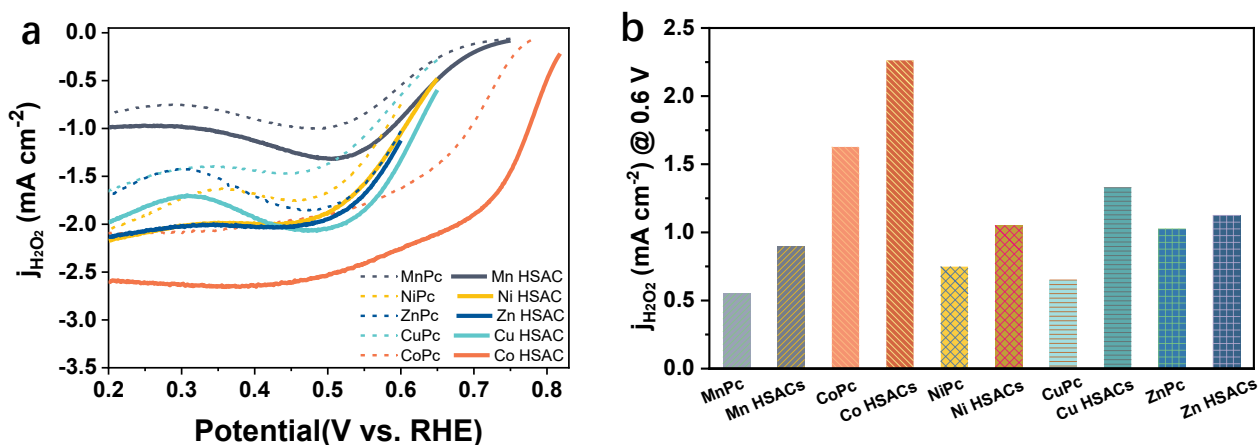 a
0.0
-0.5
-1.0
-1.5
-2.0
-2.5
-3.0
-3.5
j_{H_2O_2} (mA cm^{-2})
0.2 0.3 0.4 0.5 0.6 0.7 0.8
Potential(V vs. RHE)
MnPc Mn HSAC
NiPc Ni HSAC
ZnPc Zn HSAC
CuPc Cu HSAC
CoPc Co HSAC
b
2.5
2.0
1.5
1.0
0.5
0.0
j_{H_2O_2} (mA cm^{-2}) @ 0.6 V
MnPc
Mn HSACs
CoPc
Co HSACs
NiPc
Ni HSACs
CuPc
Cu HSACs
ZnPc
Zn HSACs